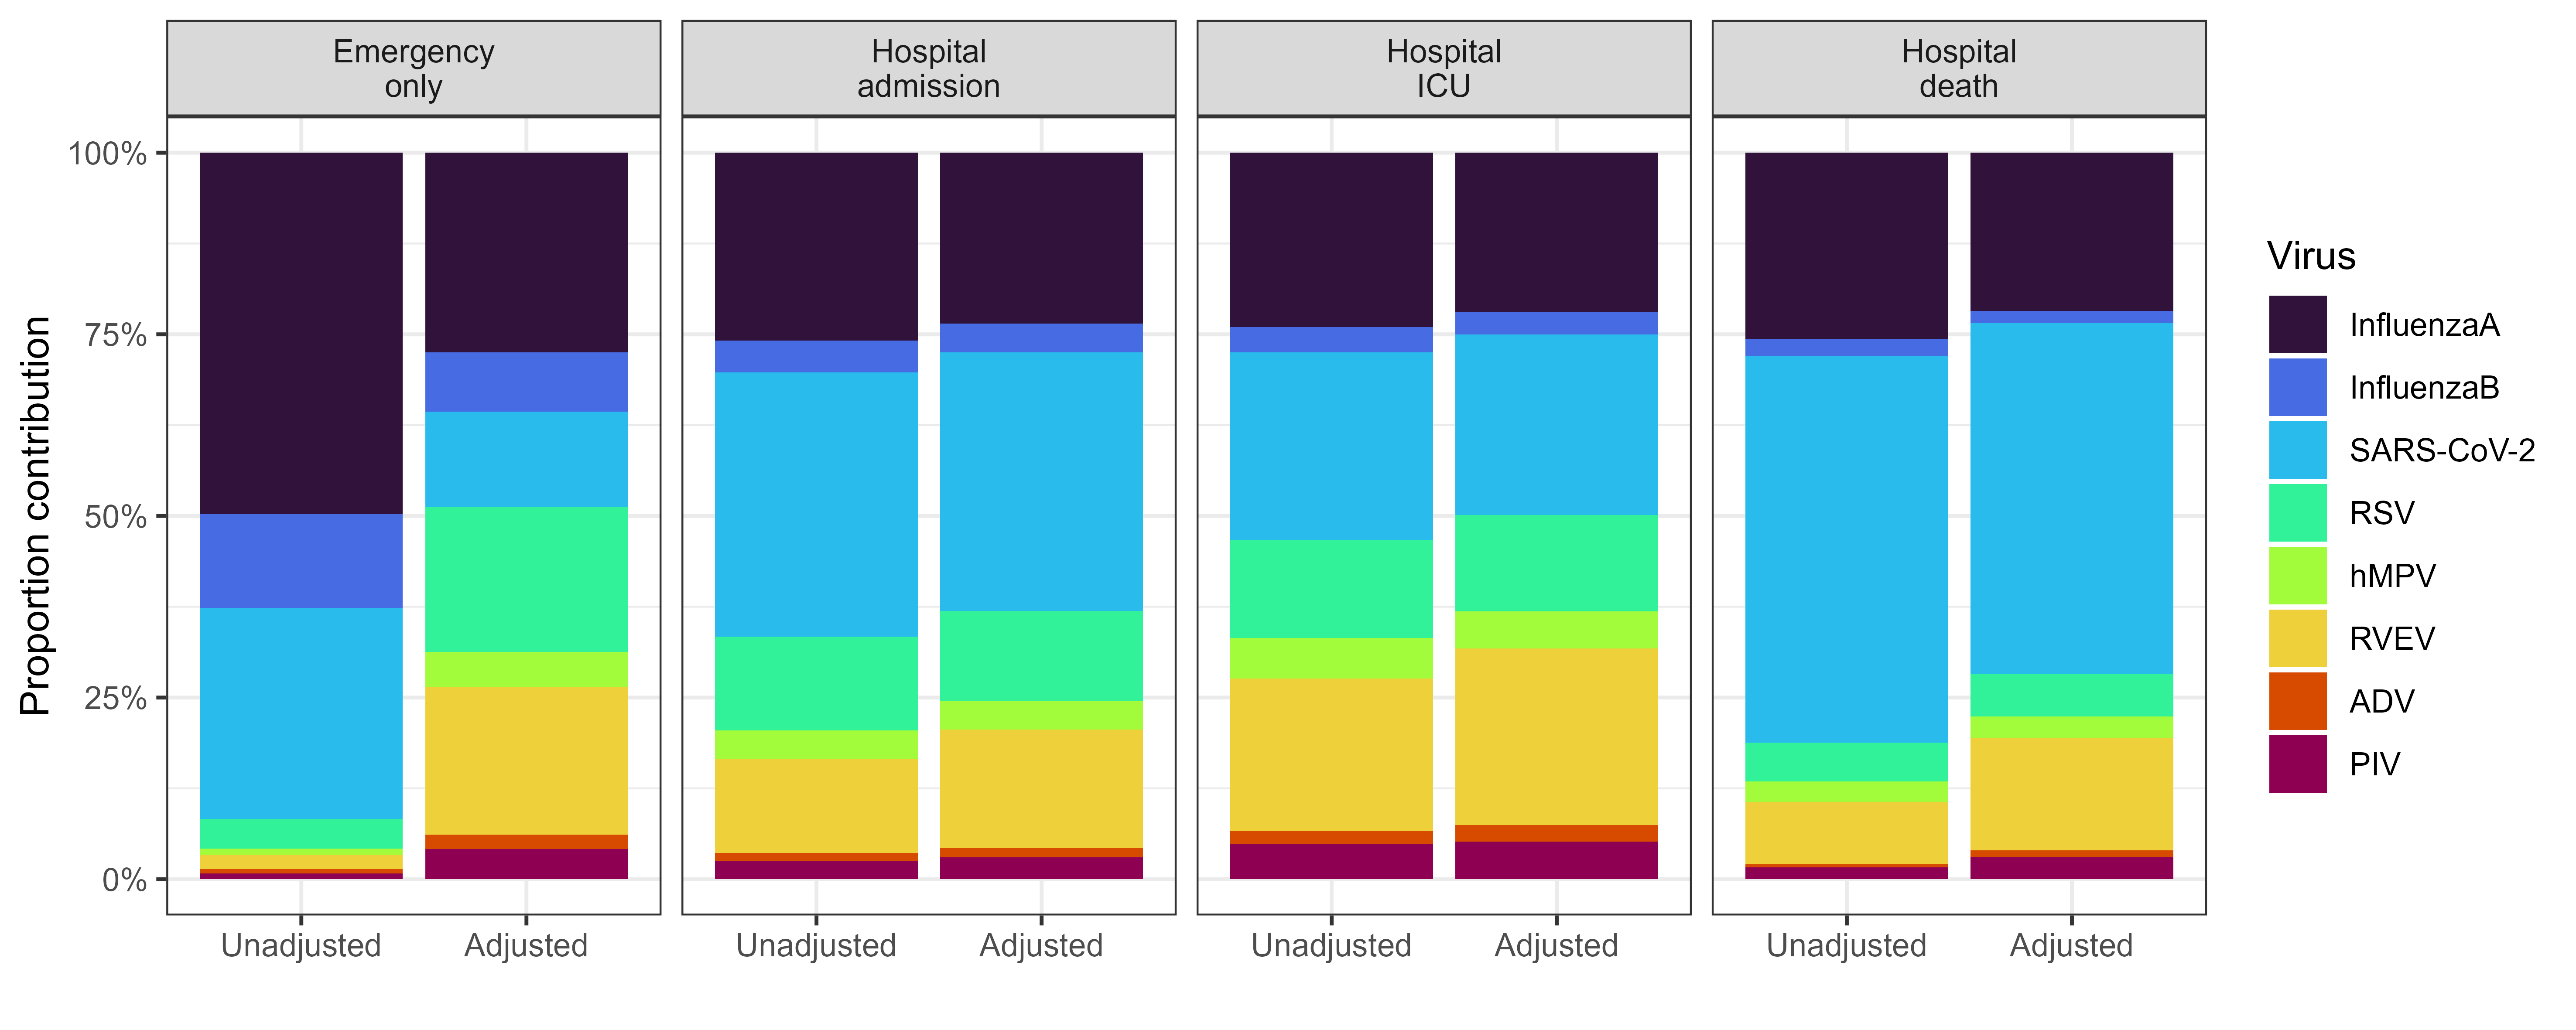 Emergency
only
Hospital
admission
Hospital
ICU
Hospital
death
Proportion contribution
100%
75%
50%
25%
0%
Unadjusted
Adjusted
Unadjusted
Adjusted
Unadjusted
Adjusted
Unadjusted
Adjusted
Virus
InfluenzaA
InfluenzaB
SARS-CoV-2
RSV
hMPV
RVEV
ADV
PIV